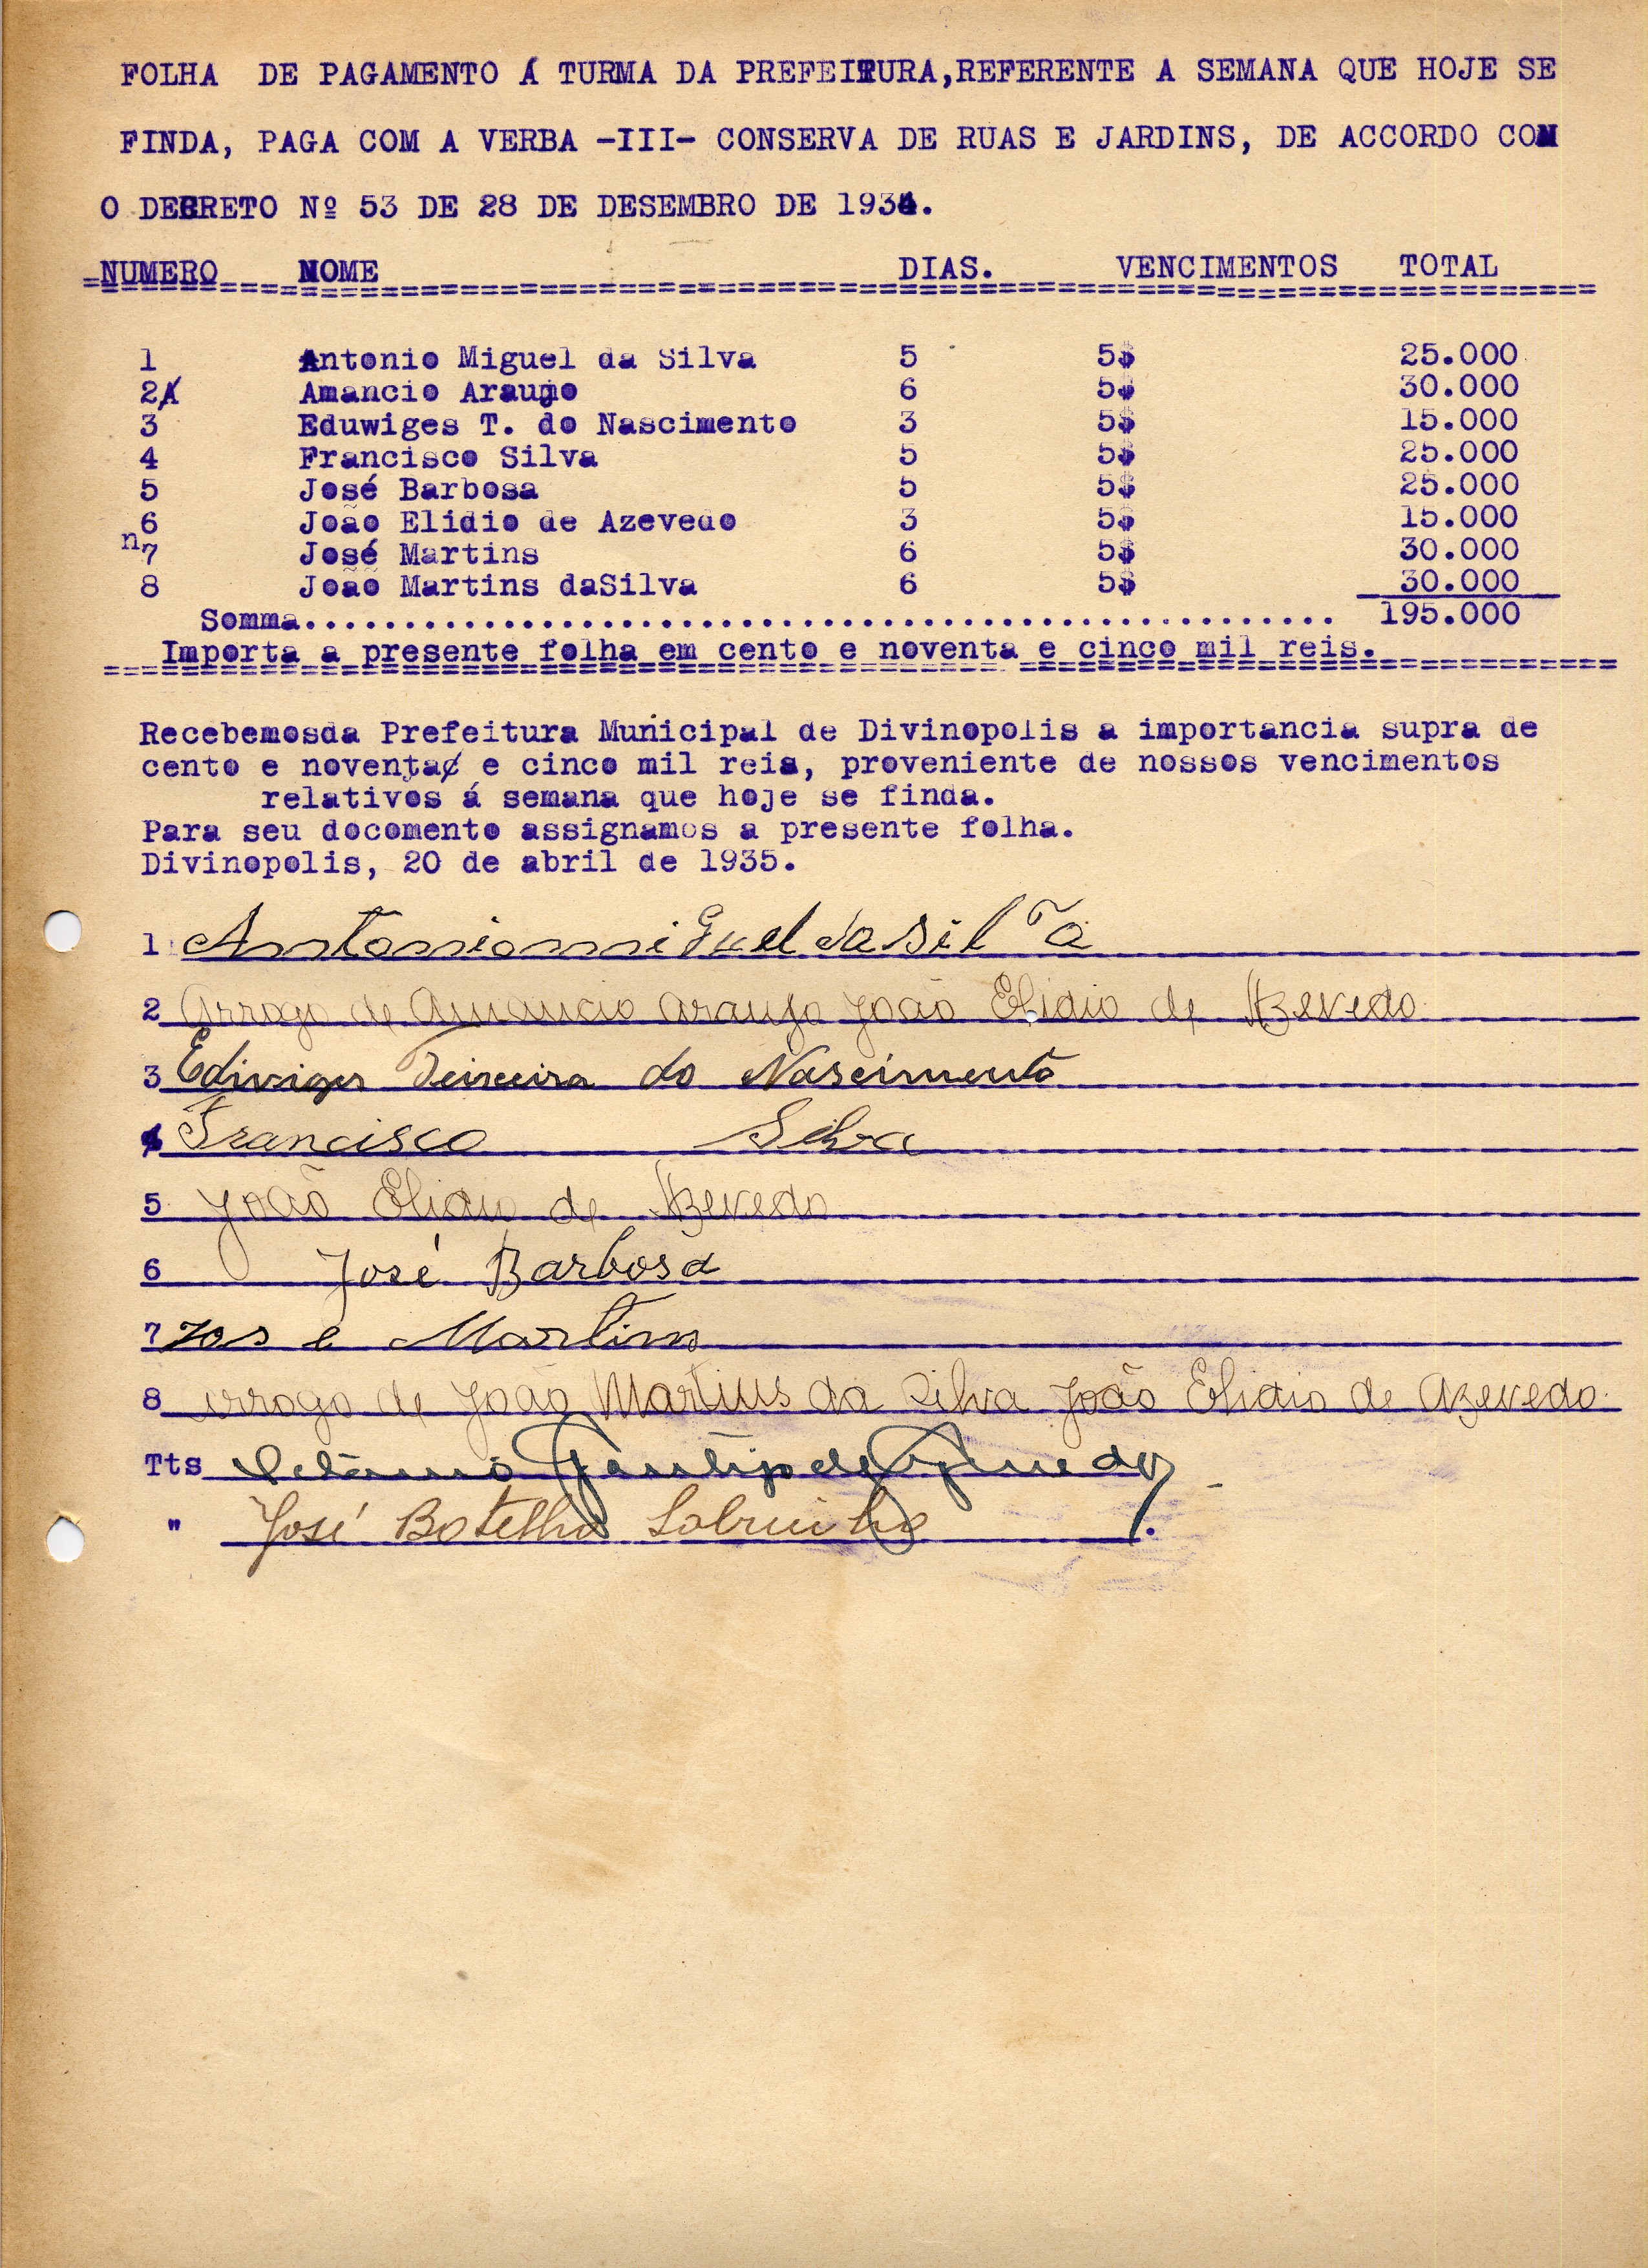 FOLHA DE PAGAMENTO Á TURMA DA PREFEITURA,REFERENTE A SEMANA QUE HOJE SE
FINDA, PAGA COM A VERBA -III- CONSERVA DE RUAS E JARDINS, DE ACCORDO COM
O DECRETO Nº 53 DE 28 DE DESEMBRO DE 1934.
NUMERO NOME DIAS. VENCIMENTOS TOTAL
1 Antonio Miguel da Silva 5 5$ 25.000
2 Amancio Araujo 6 5$ 30.000
3 Eduwiges T. do Nascimento 3 5$ 15.000
4 Francisco Silva 5 5$ 25.000
5 José Barbosa 5 5$ 25.000
6 João Elidio de Azevedo 3 5$ 15.000
n7 José Martins 6 5$ 30.000
8 João Martins daSilva 6 5$ 30.000
Somma.................................................... 195.000
Importa a presente folha em cento e noventa e cinco mil reis.
Recebemosda Prefeitura Municipal de Divinopolis a importancia supra de
cento e noventa e cinco mil reis, proveniente de nossos vencimentos
relativos á semana que hoje se finda.
Para seu docomento assignamos a presente folha.
Divinopolis, 20 de abril de 1935.
1 Antonio miguel da Silva
2 Arrogo de Amancio Araujo João Elidio de Azevedo
3 Ediviges Teixeira do Nascimento
4 Francisco Silva
5 João Elidio de Azevedo
6 José Barbosa
7 Jos e Martins
8 arrogo de João Martins da Silva João Elidio de Azevedo
Tts
" José Botelho Sobrinho